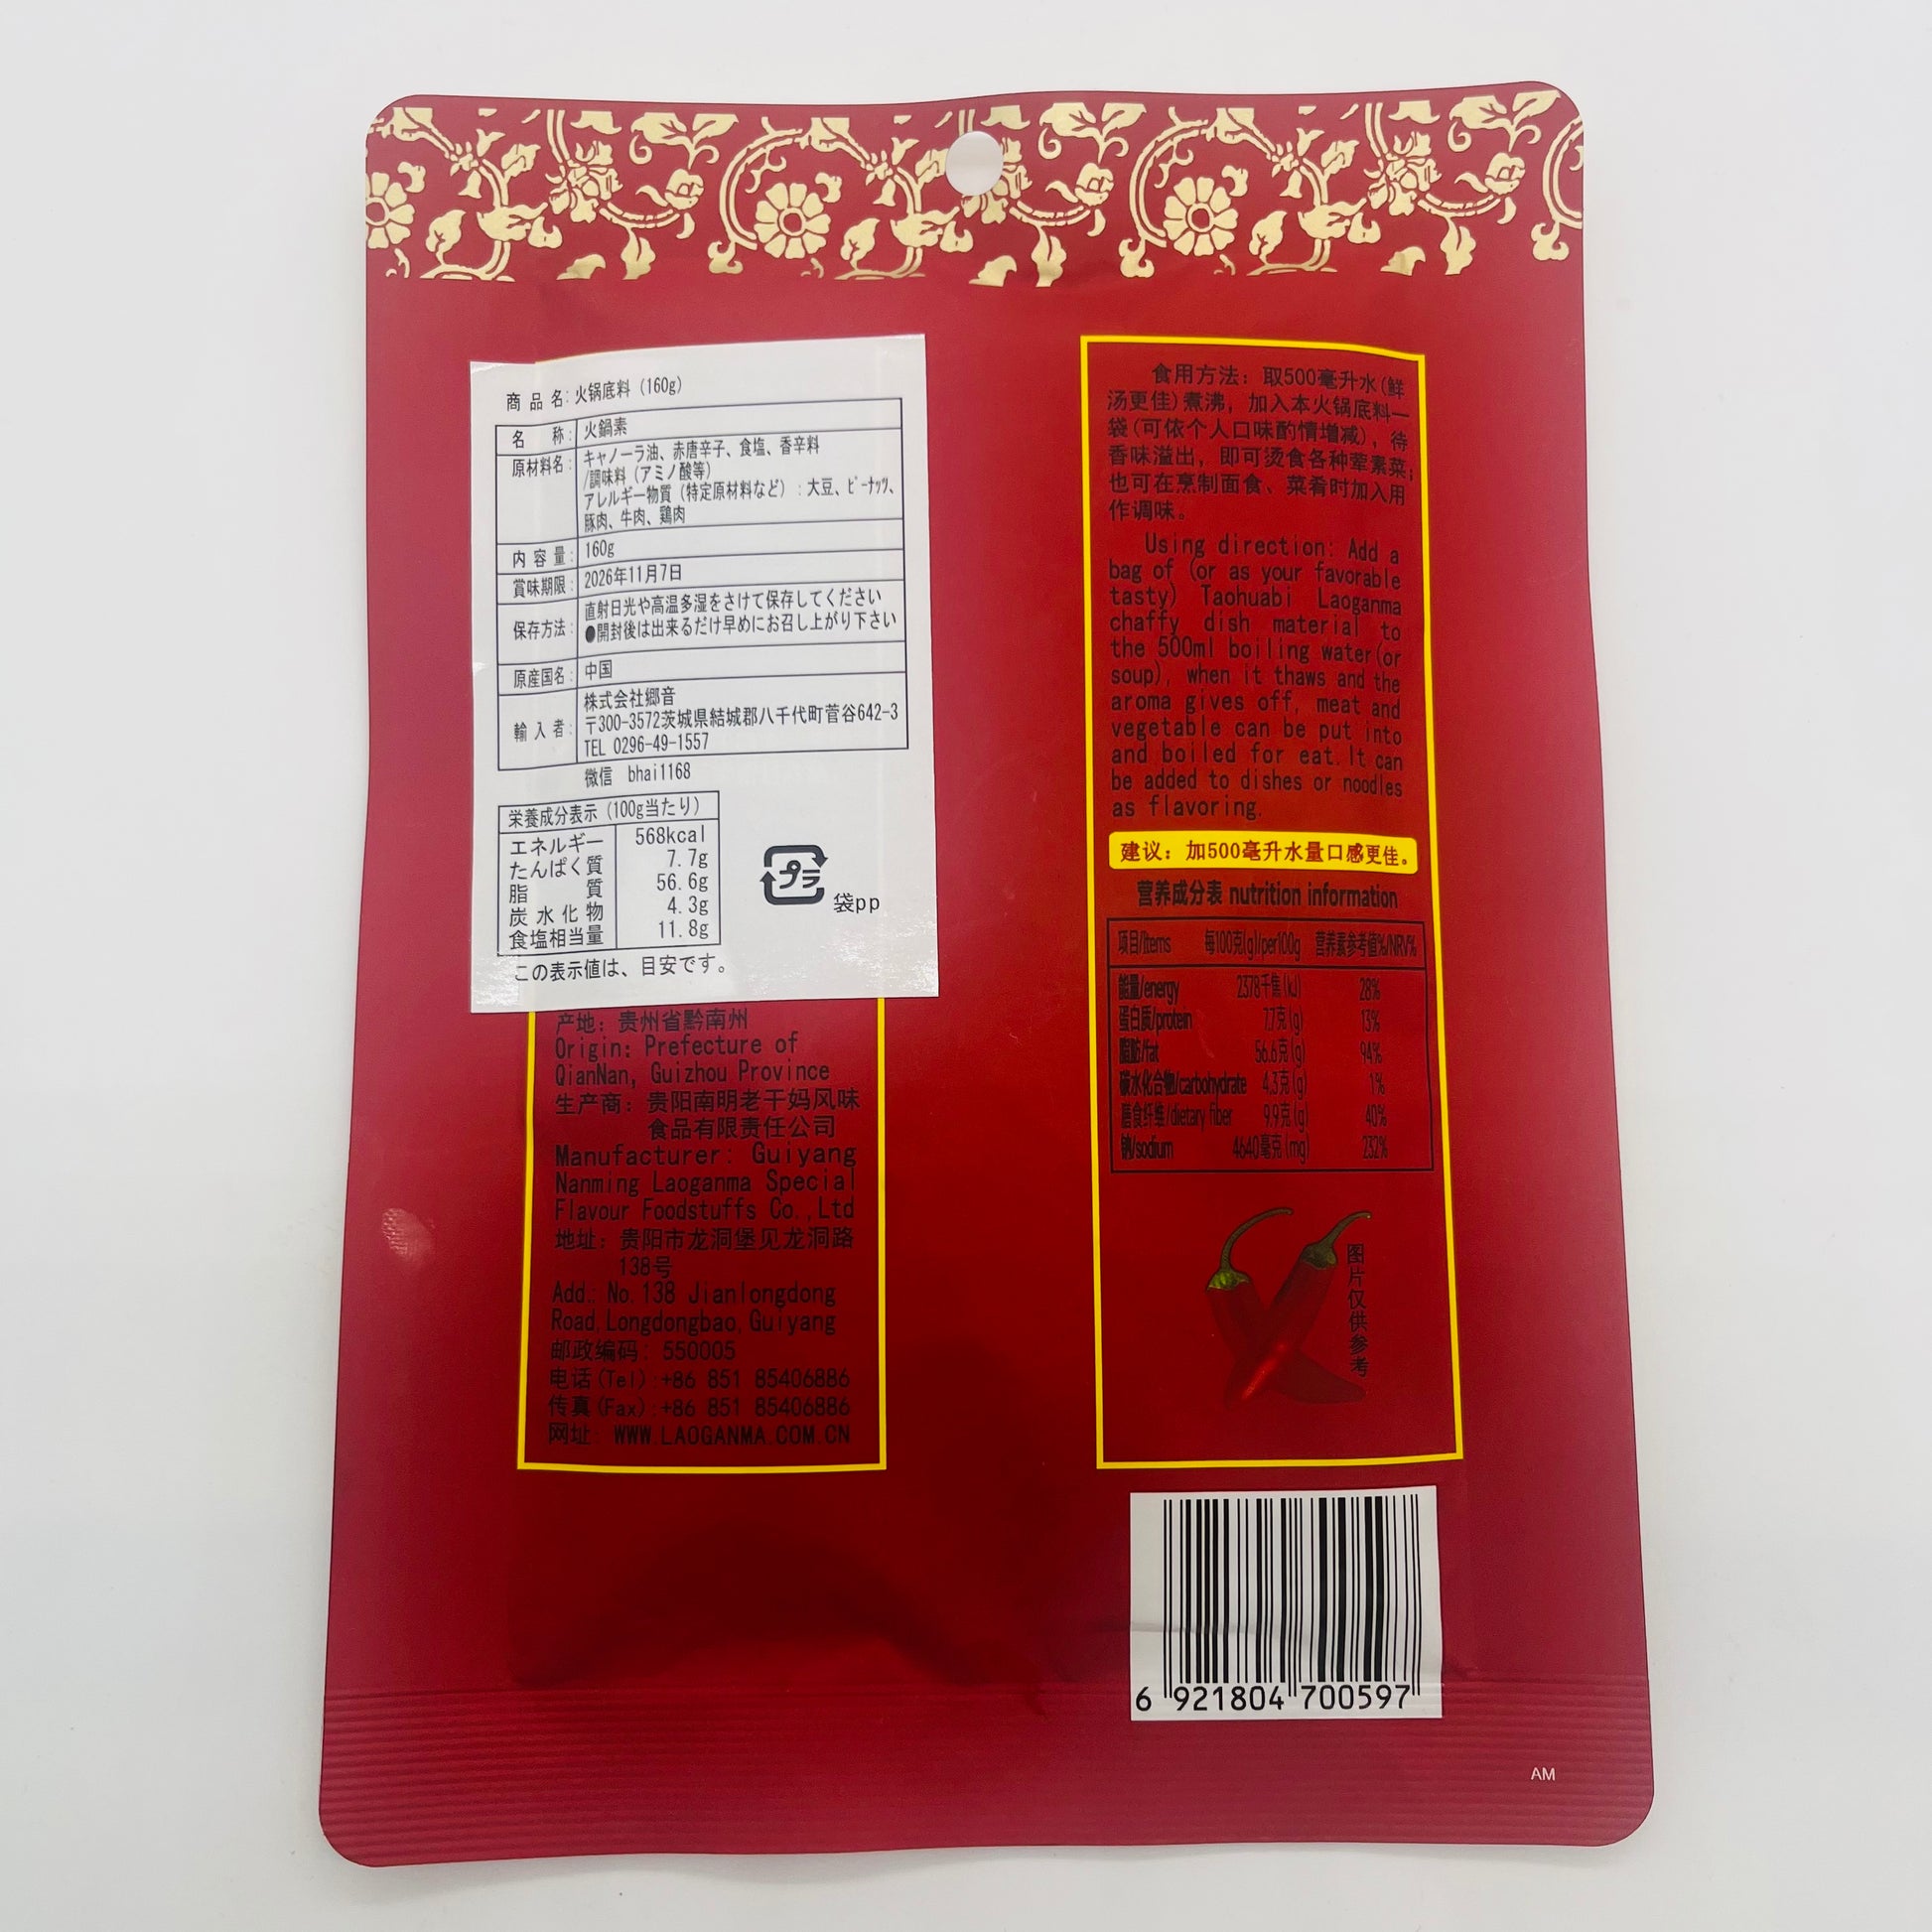 商品名:火锅底料 (160g)
名称: 火鍋素
原材料名: キャノーラ油、赤唐辛子、食塩、香辛料
/調味料 (アミノ酸等)
アレルギー物質 (特定原材料など) : 大豆、ピーナッツ、
豚肉、牛肉、鶏肉
内容量: 160g
賞味期限: 2026年11月7日
保存方法: 直射日光や高温多湿をさけて保存してください
●開封後は出来るだけ早めにお召し上がり下さい
原産国名: 中国
輸入者: 株式会社郷音
〒300-3572茨城県結城郡八千代町菅谷642-3
TEL 0296-49-1557
微信 bhai1168
栄養成分表示 (100g当たり)
エネルギー 568kcal
たんぱく質 7.7g
脂質 56.6g
炭水化物 4.3g
食塩相当量 11.8g
この表示値は、目安です。
プラ
袋pp
产地: 贵州省黔南州
Origin: Prefecture of
QianNan, Guizhou Province
生产商: 贵阳南明老干妈风味
食品有限责任公司
Manufacturer: Guiyang
Nanming Laoganma Special
Flavour Foodstuffs Co.,Ltd
地址: 贵阳市龙洞堡见龙洞路
138号
Add.: No.138 Jianlongdong
Road,Longdongbao,Guiyang
邮政编码: 550005
电话(Tel):+86 851 85406886
传真(Fax):+86 851 85406886
网址: WWW.LAOGANMA.COM.CN
食用方法: 取500毫升水(鲜
汤更佳)煮沸, 加入本火锅底料一
袋(可依个人口味酌情增减), 待
香味溢出, 即可烫食各种荤素菜;
也可在烹制面食、菜肴时加入用
作调味。
Using direction: Add a
bag of (or as your favorable
tasty) Taohuabi Laoganma
chaffy dish material to
the 500ml boiling water(or
soup), when it thaws and the
aroma gives off, meat and
vegetable can be put into
and boiled for eat.It can
be added to dishes or noodles
as flavoring.
建议: 加500毫升水量口感更佳。
营养成分表 nutrition information
项目/Items 每100克(g)/per100g 营养素参考值%/NRV%
能量/energy 2378千焦(kJ) 28%
蛋白质/protein 7.7克(g) 13%
脂肪/fat 56.6克(g) 94%
碳水化合物/carbohydrate 4.3克(g) 1%
膳食纤维/dietary fiber 9.9克(g) 40%
钠/sodium 4640毫克(mg) 232%
图片仅供参考
6 921804 700597
AM